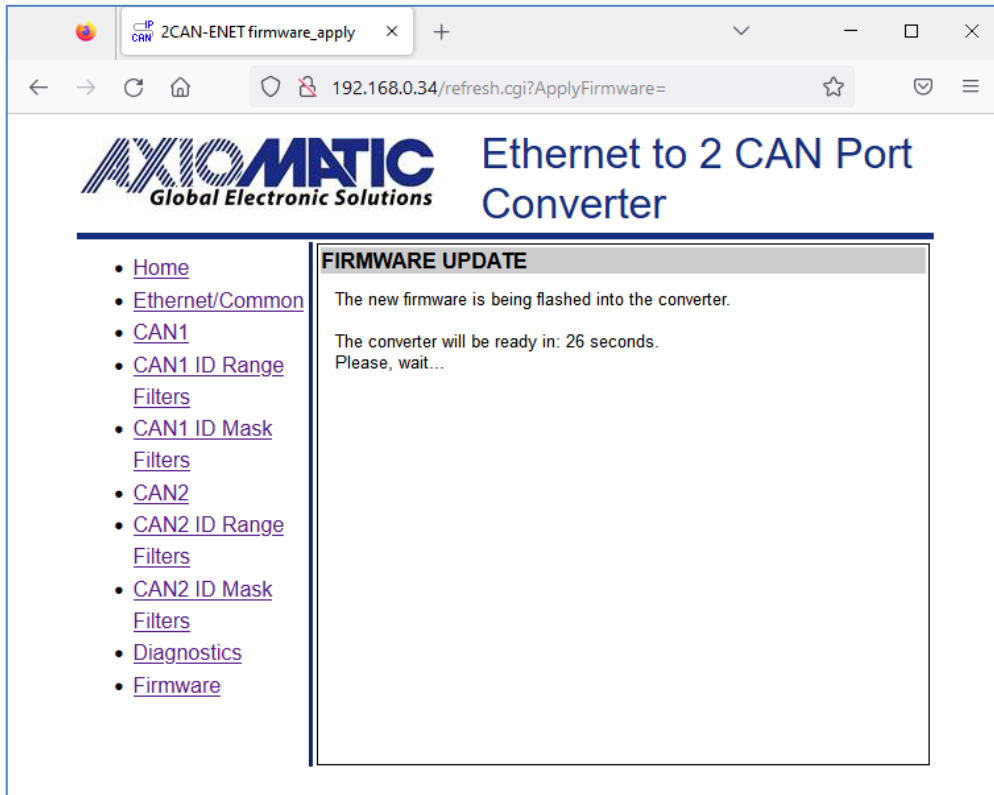 IP
CAN
2CAN-ENET firmware_apply
192.168.0.34/refresh.cgi?ApplyFirmware=
AXIOMATIC
Global Electronic Solutions
Ethernet to 2 CAN Port
Converter
• Home
• Ethernet/Common
• CAN1
• CAN1 ID Range
Filters
• CAN1 ID Mask
Filters
• CAN2
• CAN2 ID Range
Filters
• CAN2 ID Mask
Filters
• Diagnostics
• Firmware
FIRMWARE UPDATE
The new firmware is being flashed into the converter.
The converter will be ready in: 26 seconds.
Please, wait...